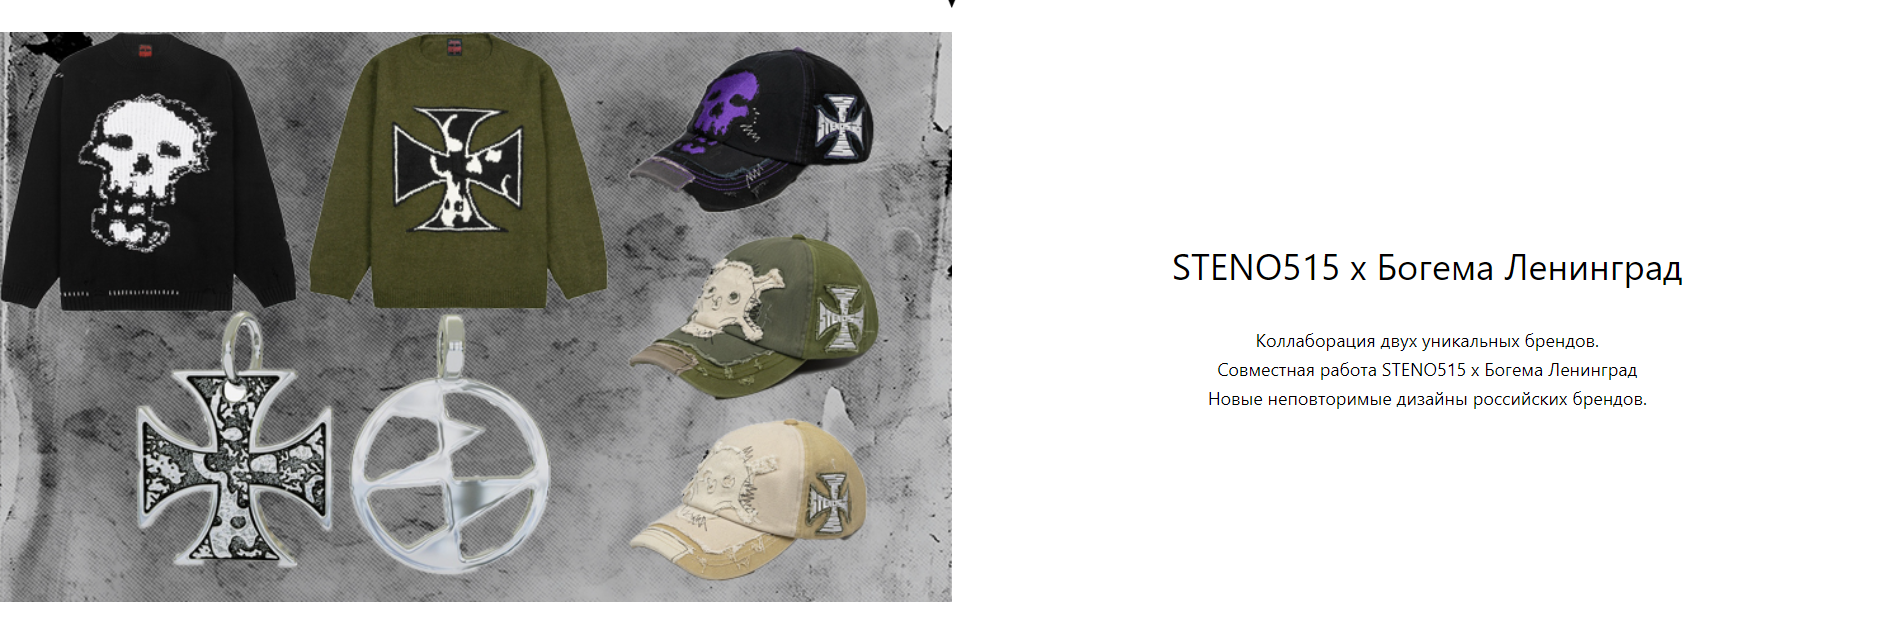 STENO515 x Богема Ленинград
Коллаборация двух уникальных брендов.
Совместная работа STENO515 x Богема Ленинград
Новые неповторимые дизайны российских брендов.